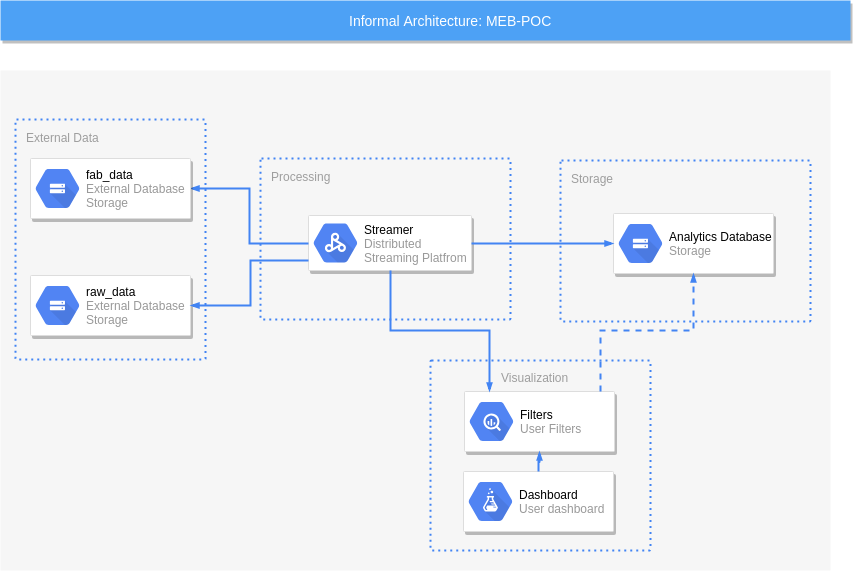 Informal Architecture: MEB-POC
External Data
fab_data
External Database
Storage
raw_data
External Database
Storage
Processing
Streamer
Distributed
Streaming Platfrom
Storage
Analytics Database
Storage
Visualization
Filters
User Filters
Dashboard
User dashboard